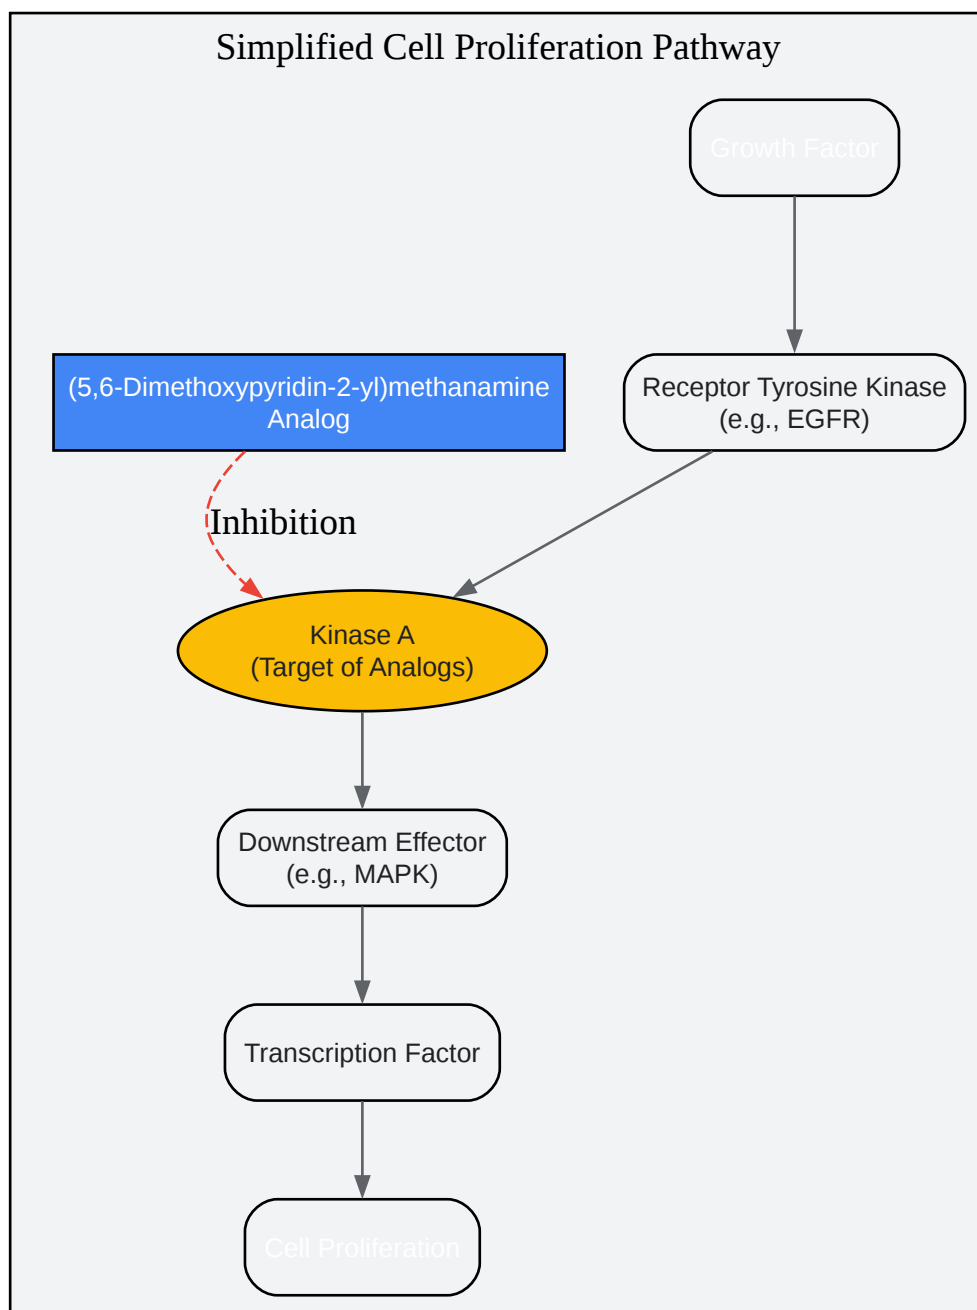 Simplified Cell Proliferation Pathway
Growth Factor
(5,6-Dimethoxypyridin-2-yl)methanamine
Analog
Receptor Tyrosine Kinase
(e.g., EGFR)
Inhibition
Kinase A
(Target of Analogs)
Downstream Effector
(e.g., MAPK)
Transcription Factor
Cell Proliferation